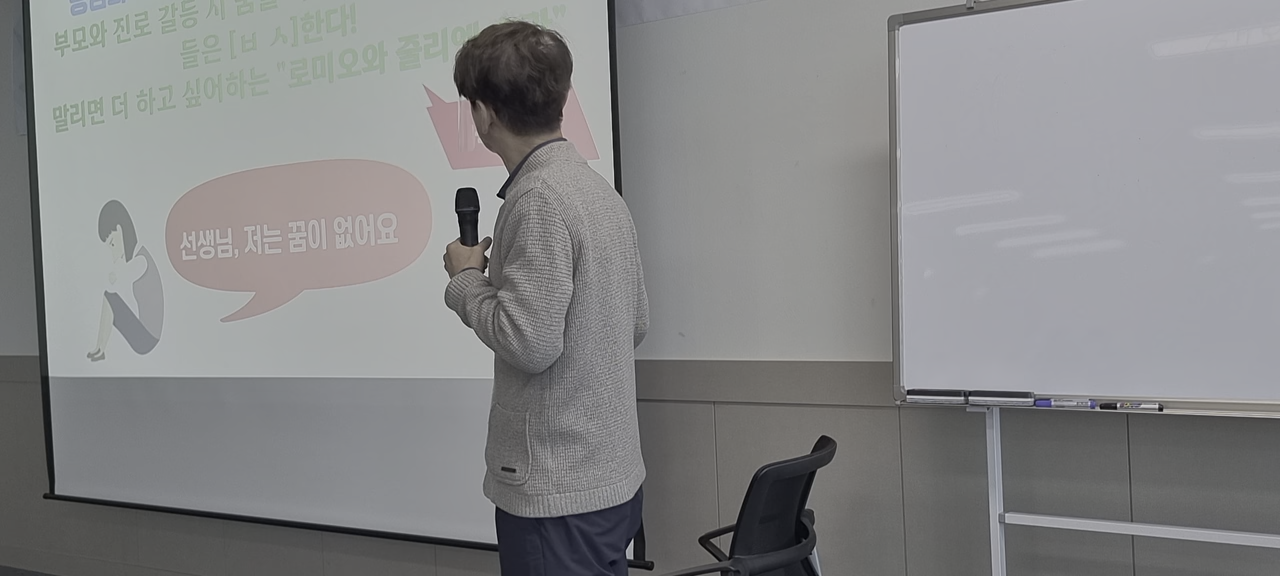 부모와 진로 갈등 시 꿈을
들은 [ㅂ ㅅ]한다!
말리면 더 하고 싶어하는 "로미오와 줄리엣
선생님, 저는 꿈이 없어요